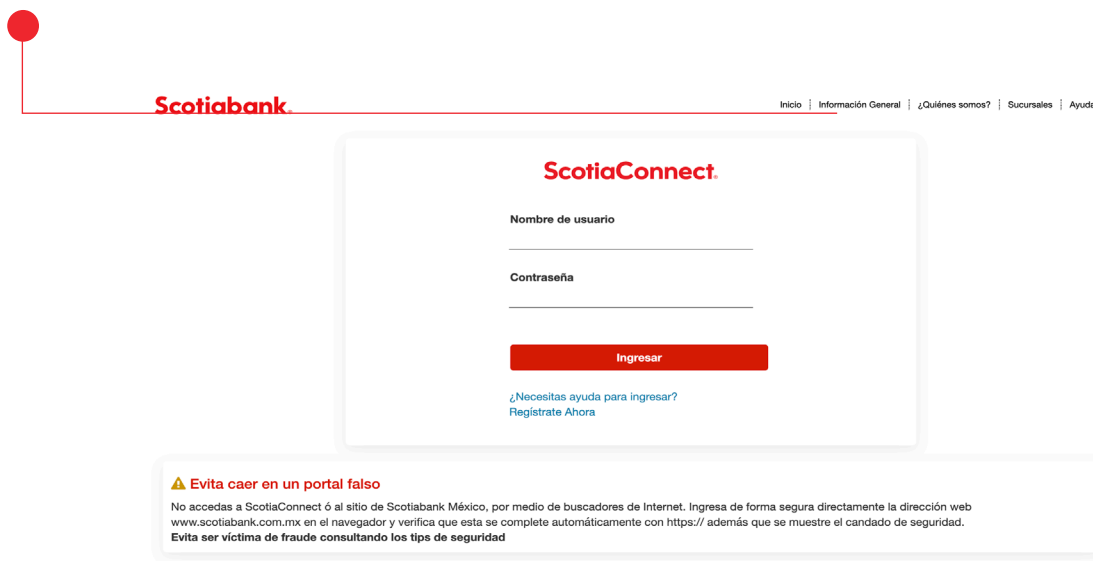 Scotiabank
Inicio Información General ¿Quiénes somos? Sucursales Ayuda
ScotiaConnect
Nombre de usuario
Contraseña
Ingresar
¿Necesitas ayuda para ingresar?
Regístrate Ahora
Evita caer en un portal falso
No accedas a ScotiaConnect ó al sitio de Scotiabank México, por medio de buscadores de Internet. Ingresa de forma segura directamente la dirección web
www.scotiabank.com.mx en el navegador y verifica que esta se complete automáticamente con https:// además que se muestre el candado de seguridad.
Evita ser víctima de fraude consultando los tips de seguridad